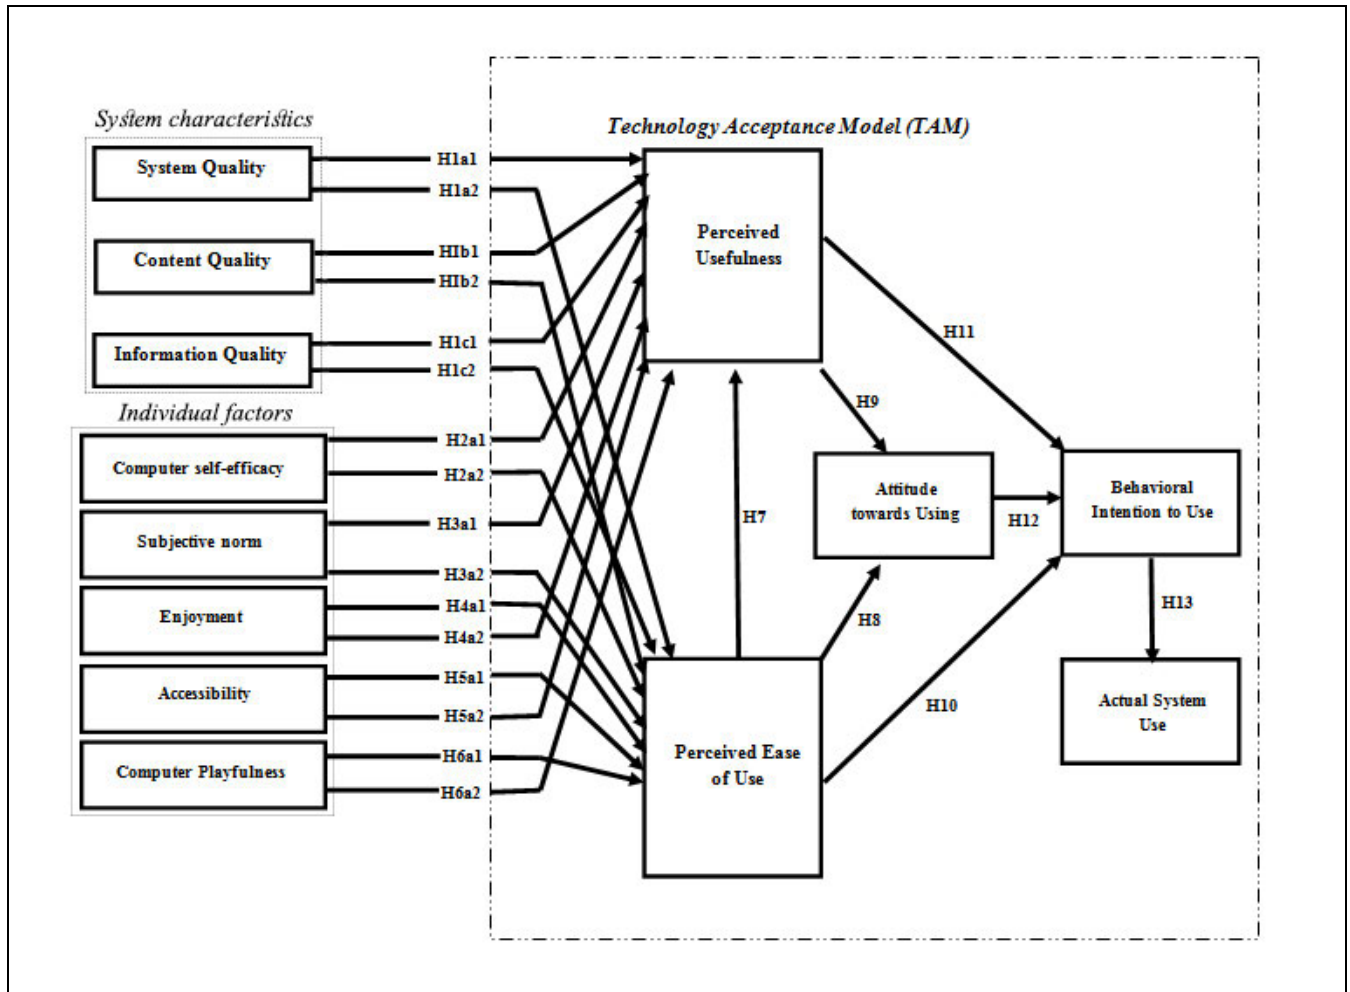 System characteristics
System Quality
Content Quality
Information Quality
Individual factors
Computer self-efficacy
Subjective norm
Enjoyment
Accessibility
Computer Playfulness
H1a1
H1a2
HIb1
HIb2
H1c1
H1c2
H2a1
H2a2
H3a1
H3a2
H4a1
H4a2
H5a1
H5a2
H6a1
H6a2
Technology Acceptance Model (TAM)
Perceived
Usefulness
H11
H9
H7
Attitude
towards Using
H12
Behavioral
Intention to Use
H8
H13
H10
Perceived Ease
of Use
Actual System
Use